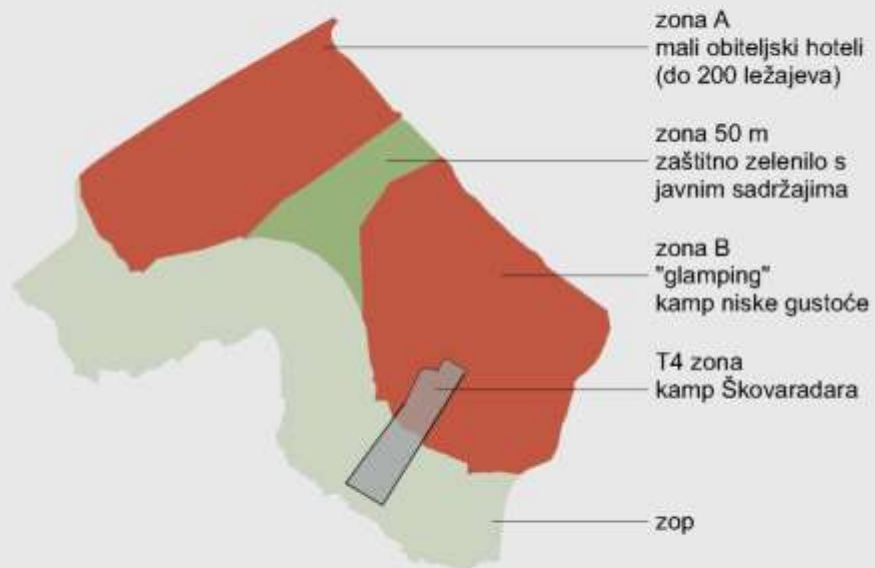 zona A
mali obiteljski hoteli
(do 200 ležajeva)
zona 50 m
zaštitno zelenilo s
javnim sadržajima
zona B
"glamping"
kamp niske gustoće
T4 zona
kamp Škovaradara
zop